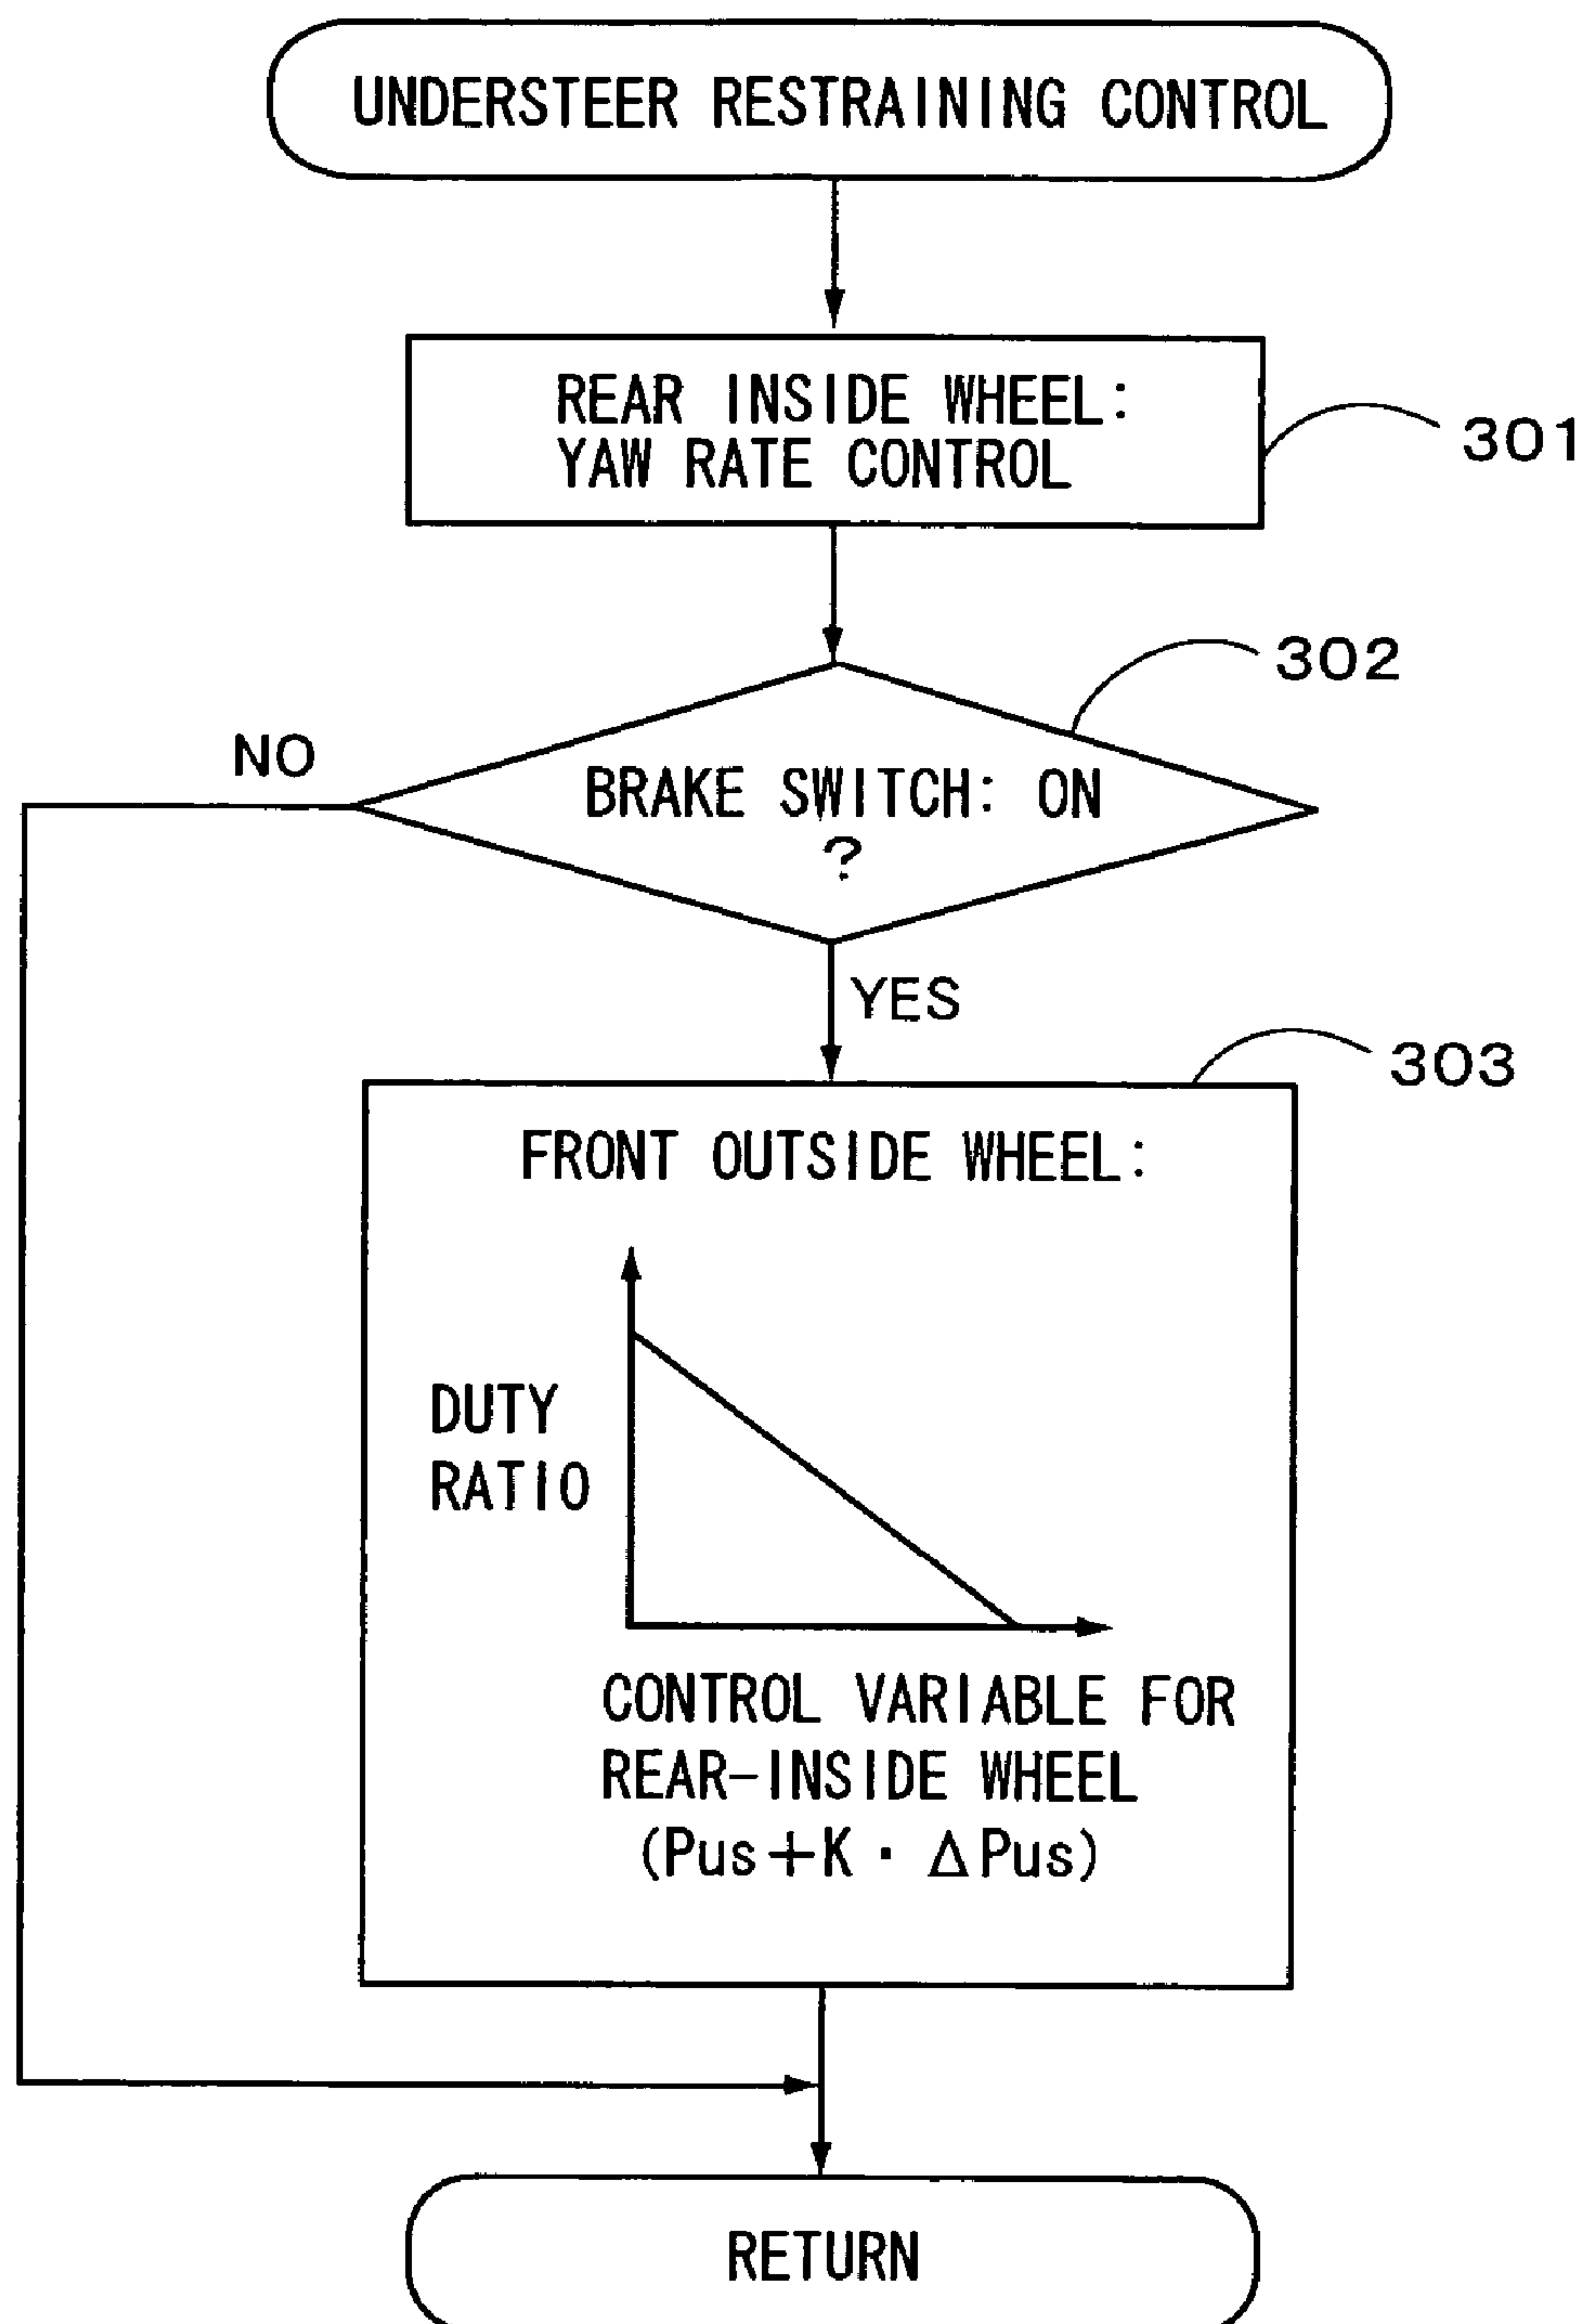 UNDERSTEER RESTRAINING CONTROL
REAR INSIDE WHEEL:
YAW RATE CONTROL
301
302
NO
BRAKE SWITCH: ON
?
YES
303
FRONT OUTSIDE WHEEL:
DUTY
RATIO
CONTROL VARIABLE FOR
REAR-INSIDE WHEEL
(Pus+K・ΔPus)
RETURN